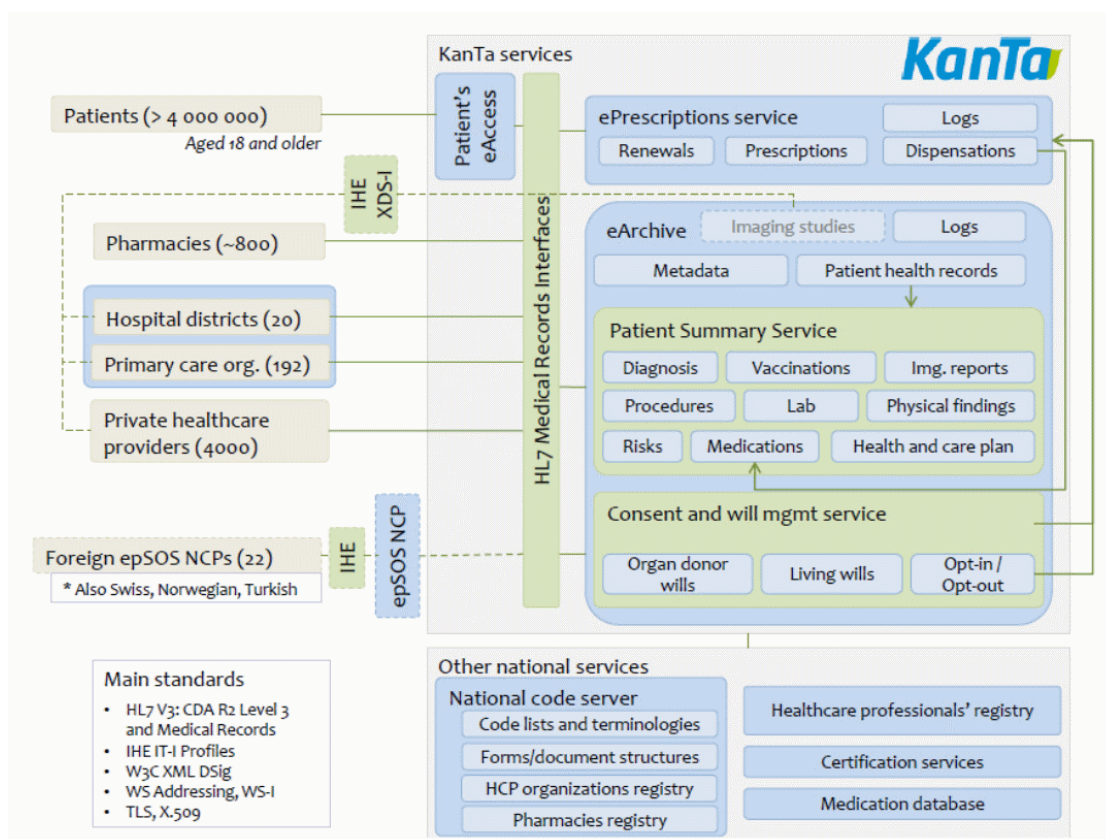 KanTa services
KanTa
Patients (> 4 000 000)
Aged 18 and older
Patient's
eAccess
ePrescriptions service
Logs
Renewals
Prescriptions
Dispensations
IHE
XDS-I
HL7 Medical Records Interfaces
Pharmacies (~800)
Hospital districts (20)
Primary care org. (192)
Private healthcare
providers (4000)
eArchive
Imaging studies
Logs
Metadata
Patient health records
Patient Summary Service
Diagnosis
Vaccinations
Img. reports
Procedures
Lab
Physical findings
Risks
Medications
Health and care plan
Foreign epSOS NCPs (22)
* Also Swiss, Norwegian, Turkish
IHE
epSOS NCP
Consent and will mgmt service
Organ donor
wills
Living wills
Opt-in /
Opt-out
Main standards
• HL7 V3: CDA R2 Level 3
and Medical Records
• IHE IT-I Profiles
• W3C XML DSig
• WS Addressing, WS-I
• TLS, X.509
Other national services
National code server
Code lists and terminologies
Forms/document structures
HCP organizations registry
Pharmacies registry
Healthcare professionals' registry
Certification services
Medication database